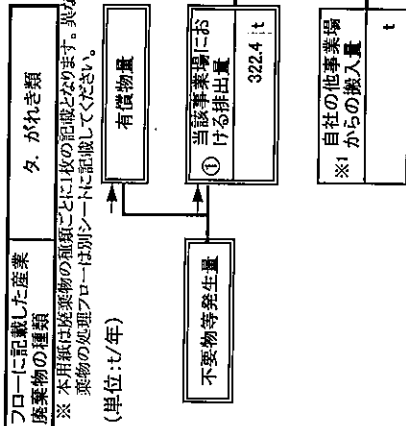 フローに記載した産業
廃棄物の種類
タ. がれき類
※ 本用紙は廃棄物の種類ごとに1枚の記載となります。異な
棄物の処理フローは別シートに記載してください。
(単位:t/年)
有償物量
不要物等発生量
① 当該事業場にお
ける排出量
322.4 t
自社の他事業場
※1 からの搬入量
t